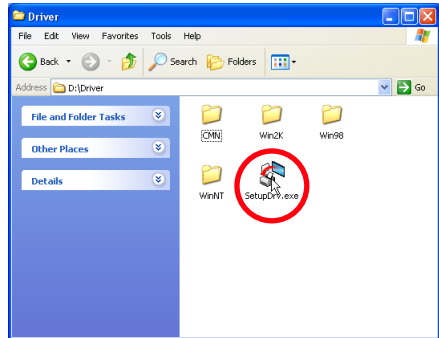 Driver
File Edit View Favorites Tools Help
Back Search Folders
Address D:\Driver Go
File and Folder Tasks
Other Places
Details
CMN Win2K Win98
WinNT SetupDrv.exe